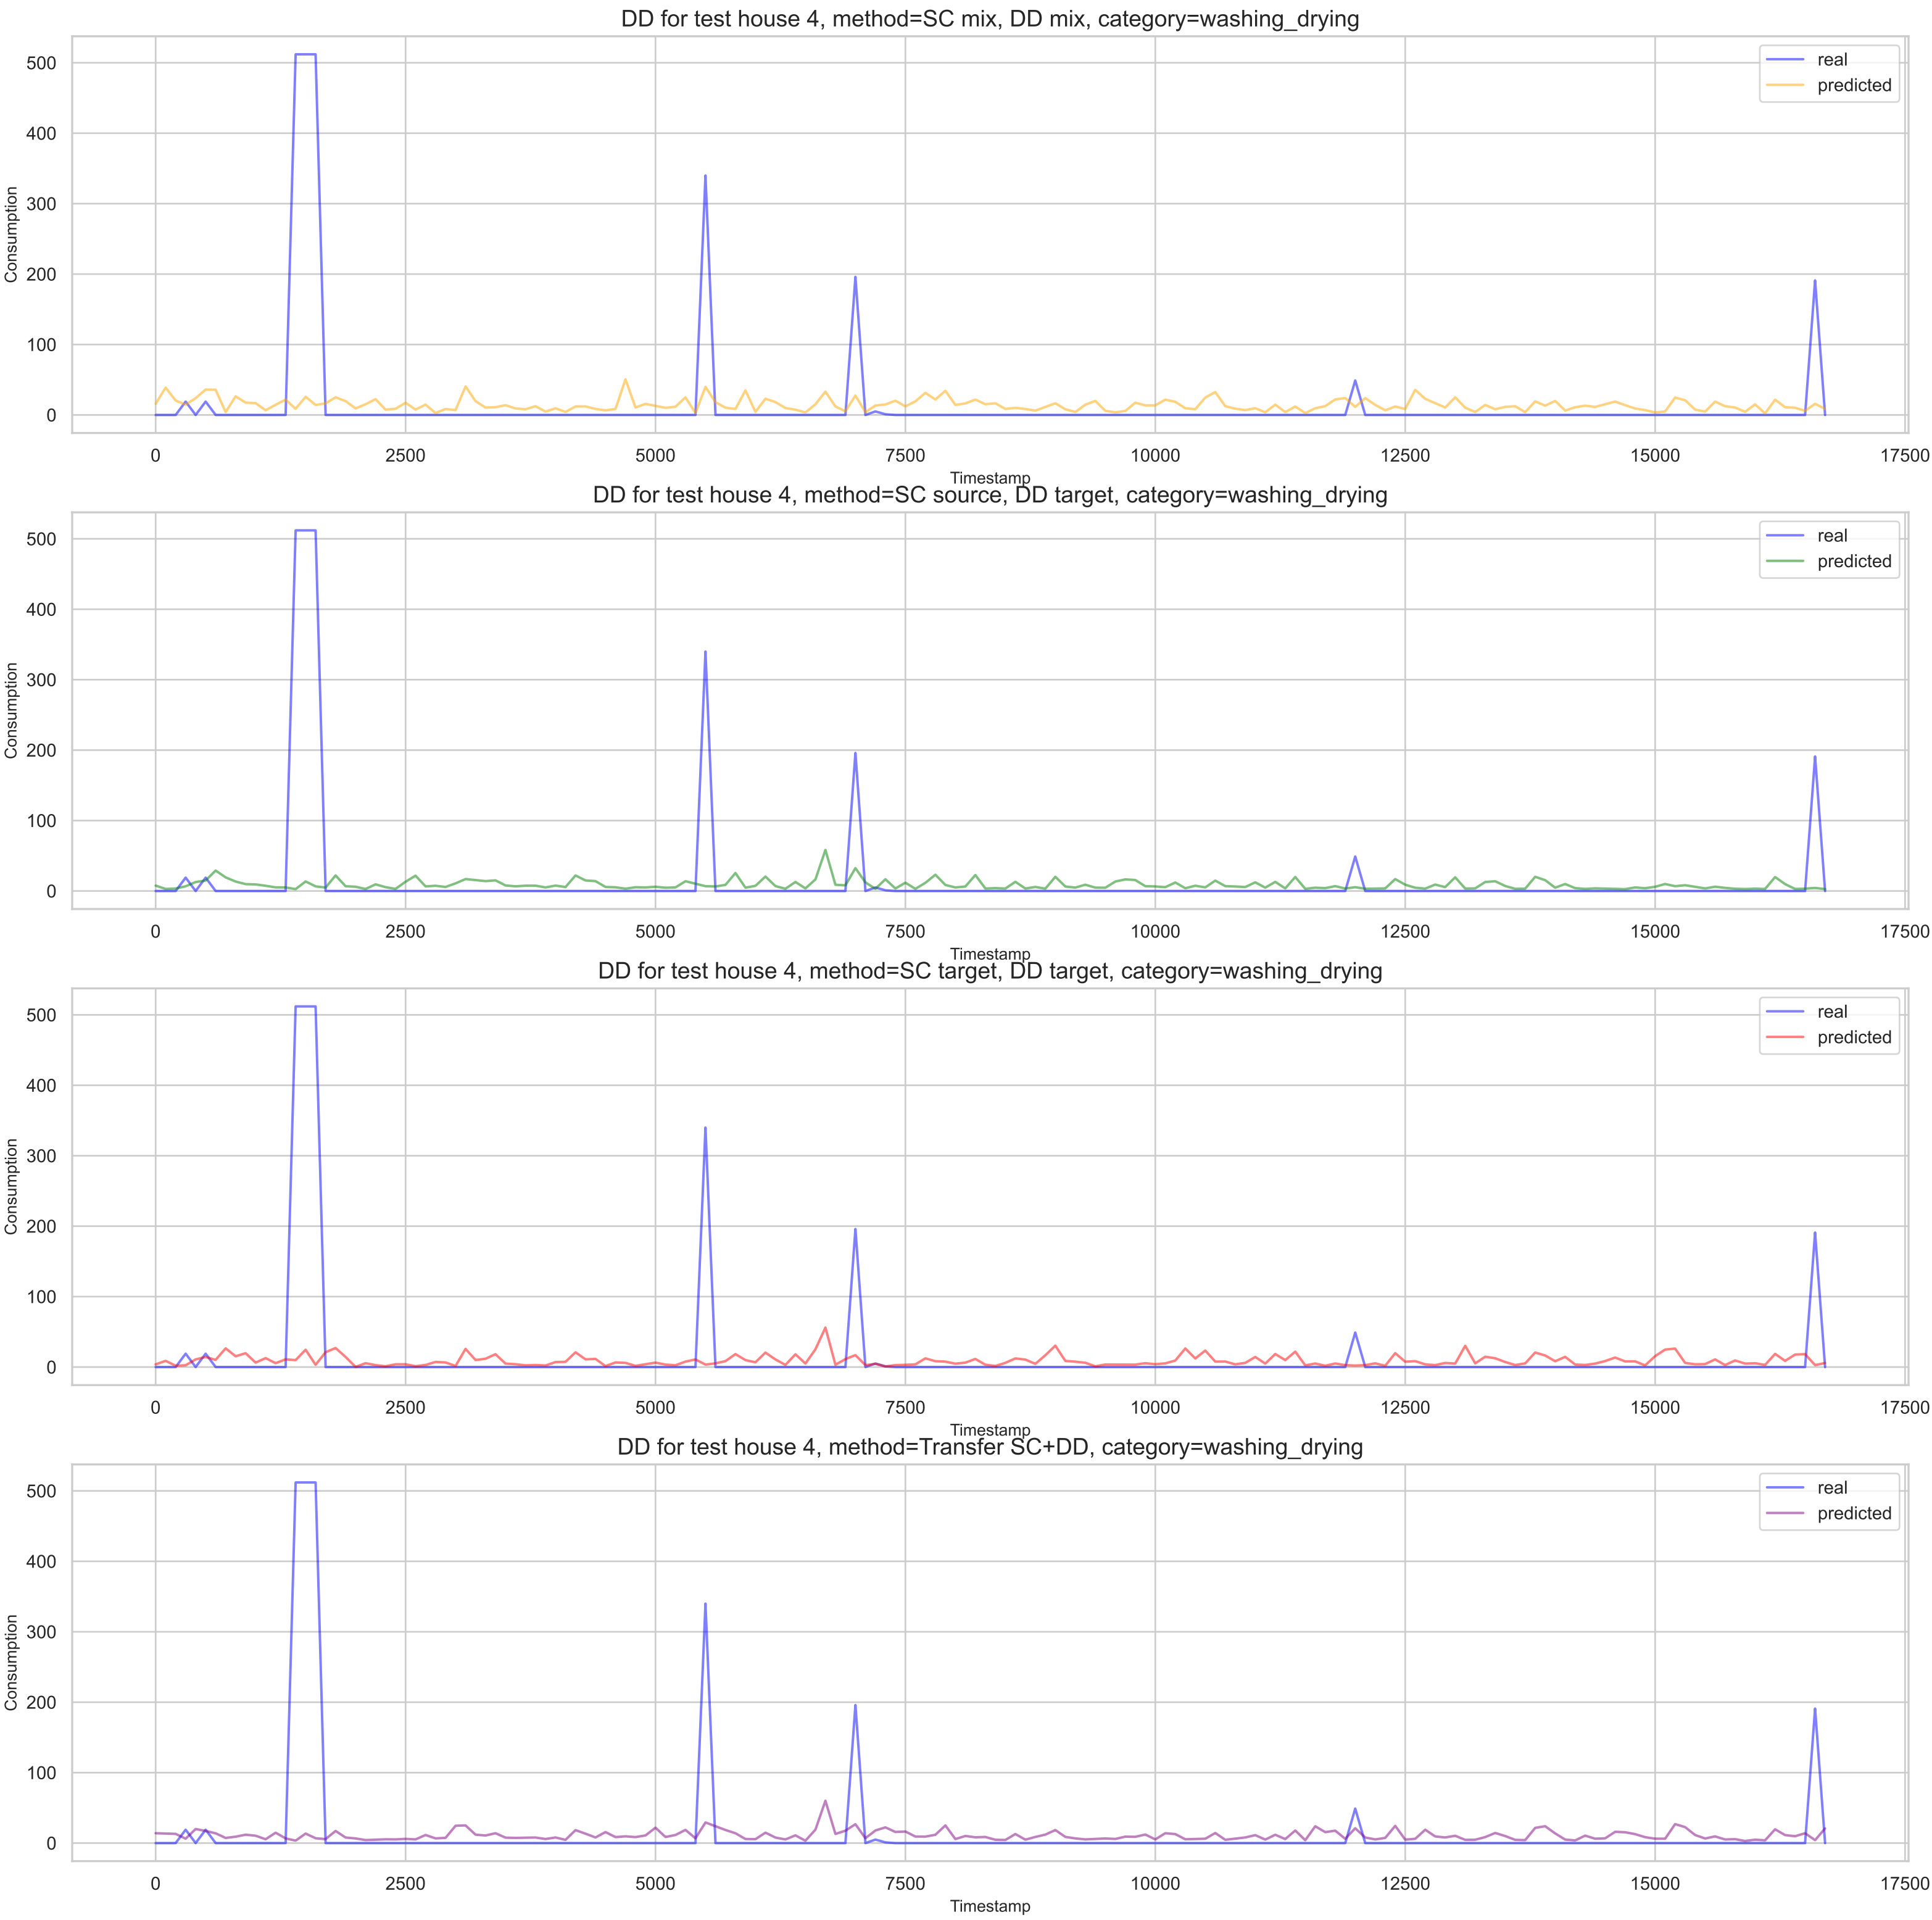 DD for test house 4, method=SC mix, DD mix, category=washing_drying
500
400
300
200
100
0
Consumption
real
predicted
0 2500 5000 7500 10000 12500 15000 17500
Timestamp
DD for test house 4, method=SC source, DD target, category=washing_drying
500
400
300
200
100
0
Consumption
real
predicted
0 2500 5000 7500 10000 12500 15000 17500
Timestamp
DD for test house 4, method=SC target, DD target, category=washing_drying
500
400
300
200
100
0
Consumption
real
predicted
0 2500 5000 7500 10000 12500 15000 17500
Timestamp
DD for test house 4, method=Transfer SC+DD, category=washing_drying
500
400
300
200
100
0
Consumption
real
predicted
0 2500 5000 7500 10000 12500 15000 17500
Timestamp